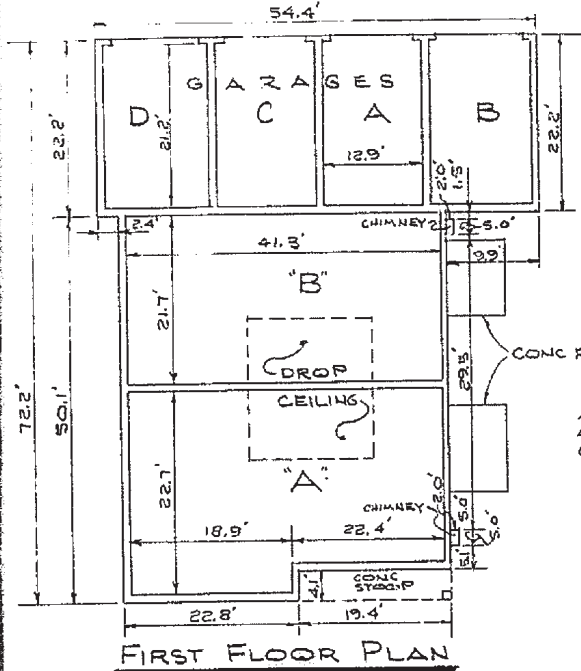 54.4'
GARAGES
D C A B
22.2'
21.2'
12.9'
22.2'
2.0'
1.5'
CHIMNEY
5.0'
2.4'
41.3'
9.9'
"B"
21.7'
DROP
CEILING
CONC
29.5'
72.2'
50.1'
"A"
22.7'
CHIMNEY
2.0'
5.0'
5.0'
18.9'
22.4'
5.1'
4.1'
CONC
STOOP
22.8'
19.4'
FIRST FLOOR PLAN